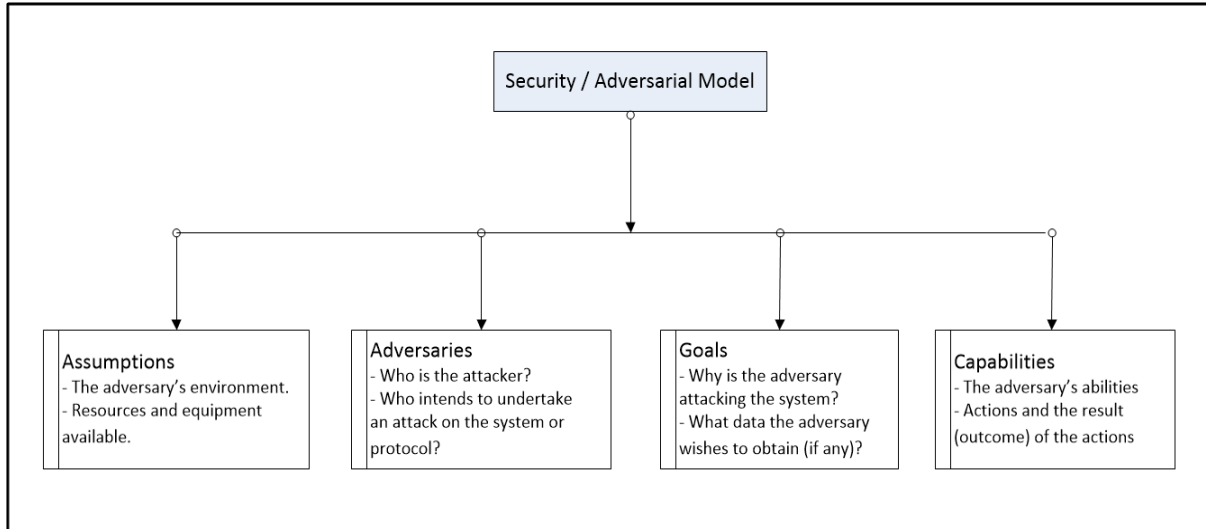 Security / Adversarial Model
Assumptions
- The adversary’s environment.
- Resources and equipment
available.
Adversaries
- Who is the attacker?
- Who intends to undertake
an attack on the system or
protocol?
Goals
- Why is the adversary
attacking the system?
- What data the adversary
wishes to obtain (if any)?
Capabilities
- The adversary’s abilities
- Actions and the result
(outcome) of the actions